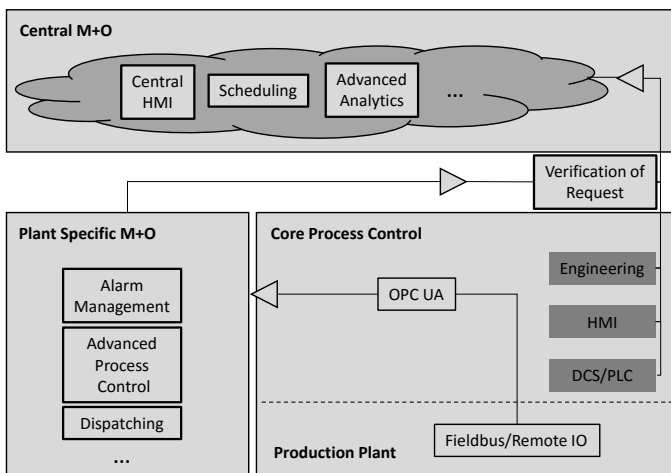 Central M+O
Central
HMI
Scheduling
Advanced
Analytics
...
Verification of
Request
Plant Specific M+O
Alarm
Management
Advanced
Process
Control
Dispatching
...
Core Process Control
OPC UA
Engineering
HMI
DCS/PLC
Fieldbus/Remote IO
Production Plant